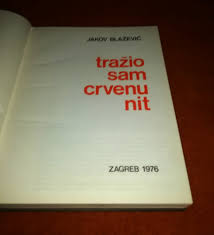 JAKOV BLAŽEVIĆ
tražio
sam
crvenu
nit
ZAGREB 1976